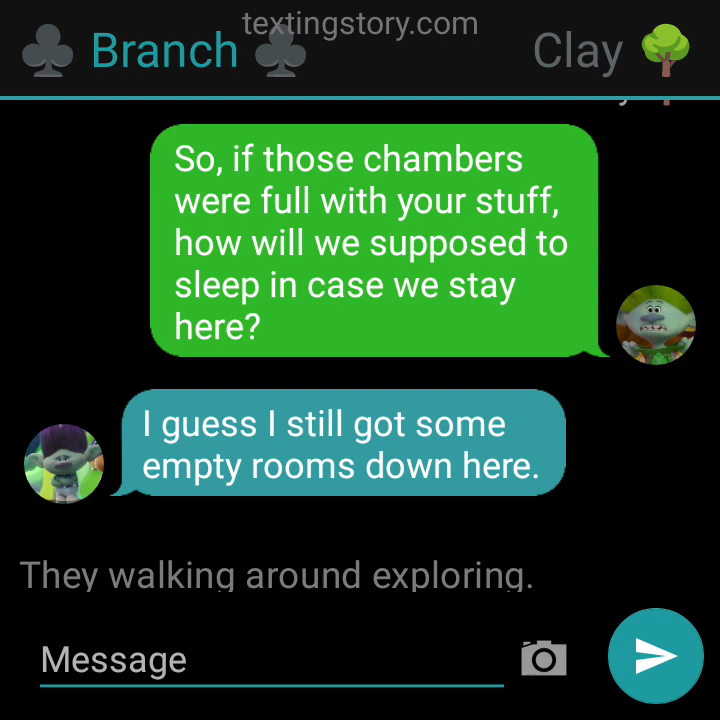 textingstory.com
♣ Branch ♣
Clay 🌳
So, if those chambers
were full with your stuff,
how will we supposed to
sleep in case we stay
here?
I guess I still got some
empty rooms down here.
They walking around exploring.
Message